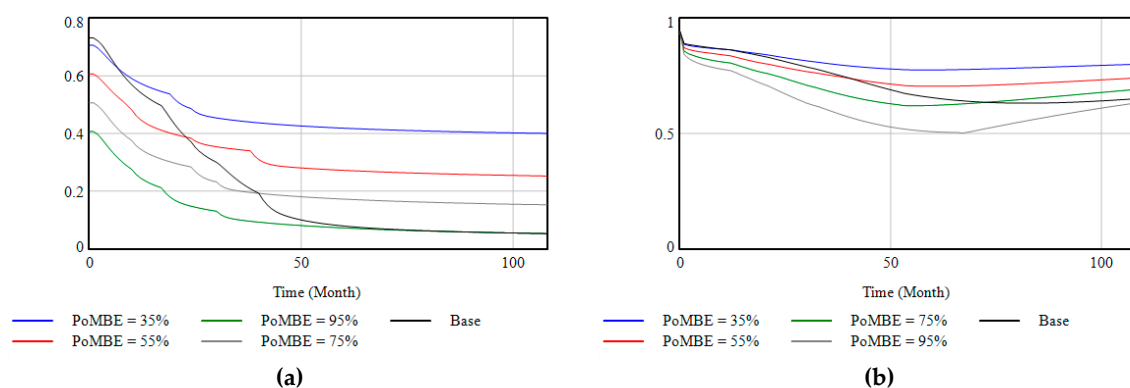 0.8
0.6
0.4
0.2
0
0 50 100
Time (Month)
PoMBE = 35% PoMBE = 95% Base
PoMBE = 55% PoMBE = 75%
(a)
1
0.5
0
0 50 100
Time (Month)
PoMBE = 35% PoMBE = 75% Base
PoMBE = 55% PoMBE = 95%
(b)